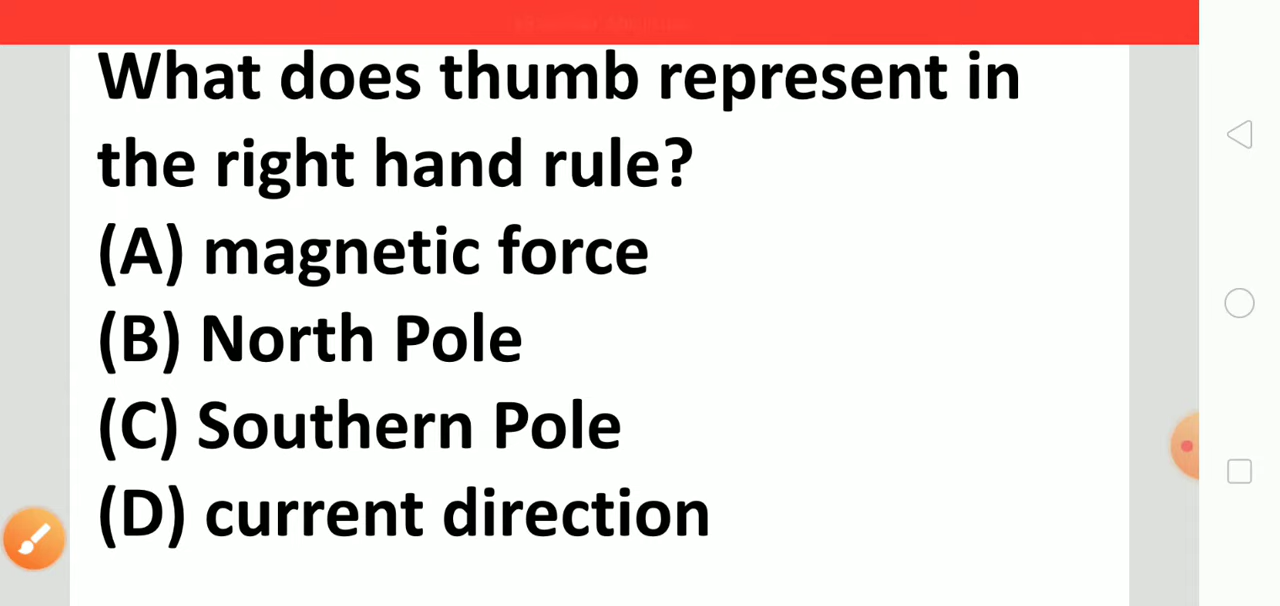 What does thumb represent in
the right hand rule?
(A) magnetic force
(B) North Pole
(C) Southern Pole
(D) current direction